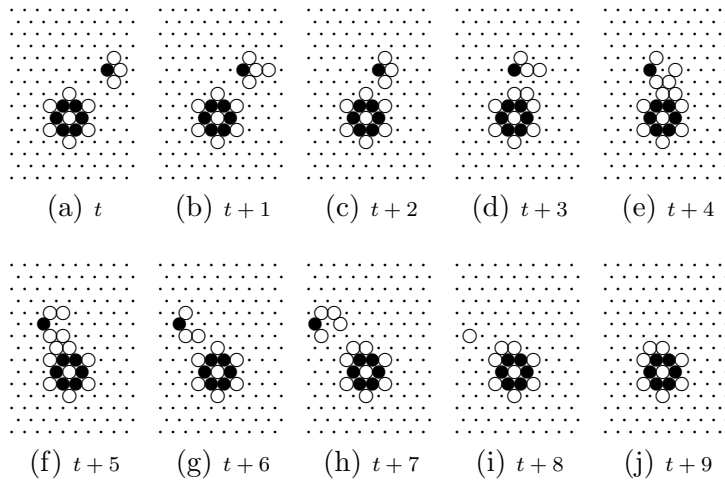 (a) t
(b) t + 1
(c) t + 2
(d) t + 3
(e) t + 4
(f) t + 5
(g) t + 6
(h) t + 7
(i) t + 8
(j) t + 9